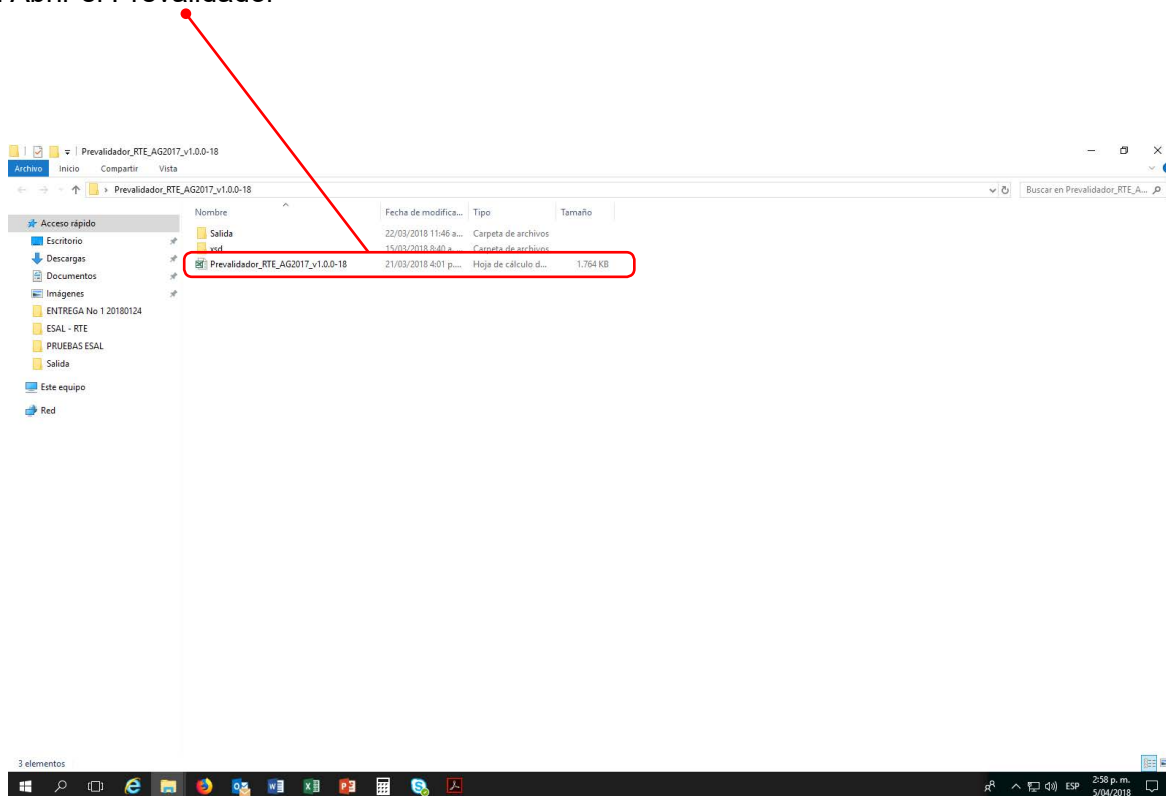 Abrir el Prevalidador
Prevalidador_RTE_AG2017_v1.0.0-18
Archivo Inicio Compartir Vista
Prevalidador_RTE_AG2017_v1.0.0-18 Buscar en Prevalidador_RTE_A...
Nombre Fecha de modifica... Tipo Tamaño
Acceso rápido
Escritorio
Descargas
Documentos
Imágenes
ENTREGA No 1 20180124
ESAL - RTE
PRUEBAS ESAL
Salida
Este equipo
Red
Salida 22/03/2018 11:46 a... Carpeta de archivos
xsd 15/03/2018 8:40 a. ... Carpeta de archivos
Prevalidador_RTE_AG2017_v1.0.0-18 21/03/2018 4:01 p.... Hoja de cálculo d... 1.764 KB
3 elementos
ESP 2:58 p. m.
5/04/2018